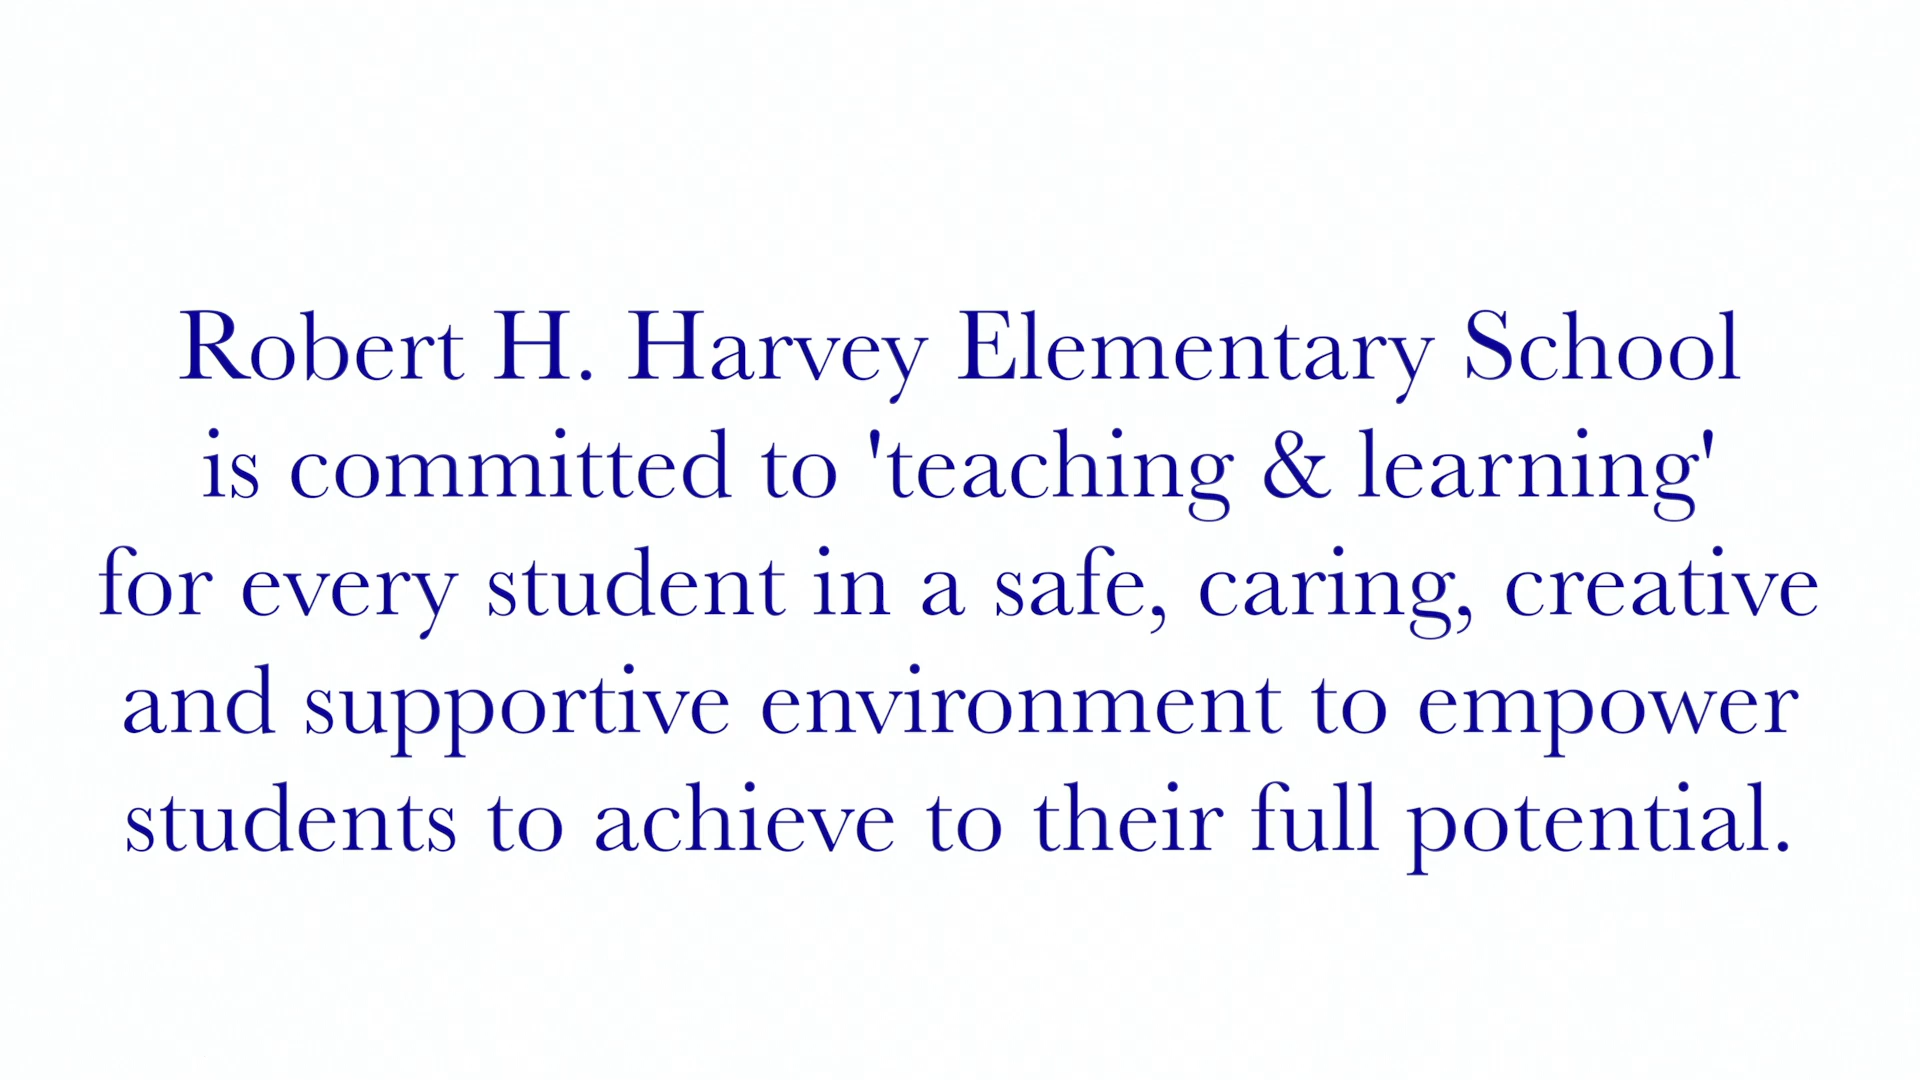 Robert H. Harvey Elementary School
is committed to 'teaching & learning'
for every student in a safe, caring, creative
and supportive environment to empower
students to achieve to their full potential.